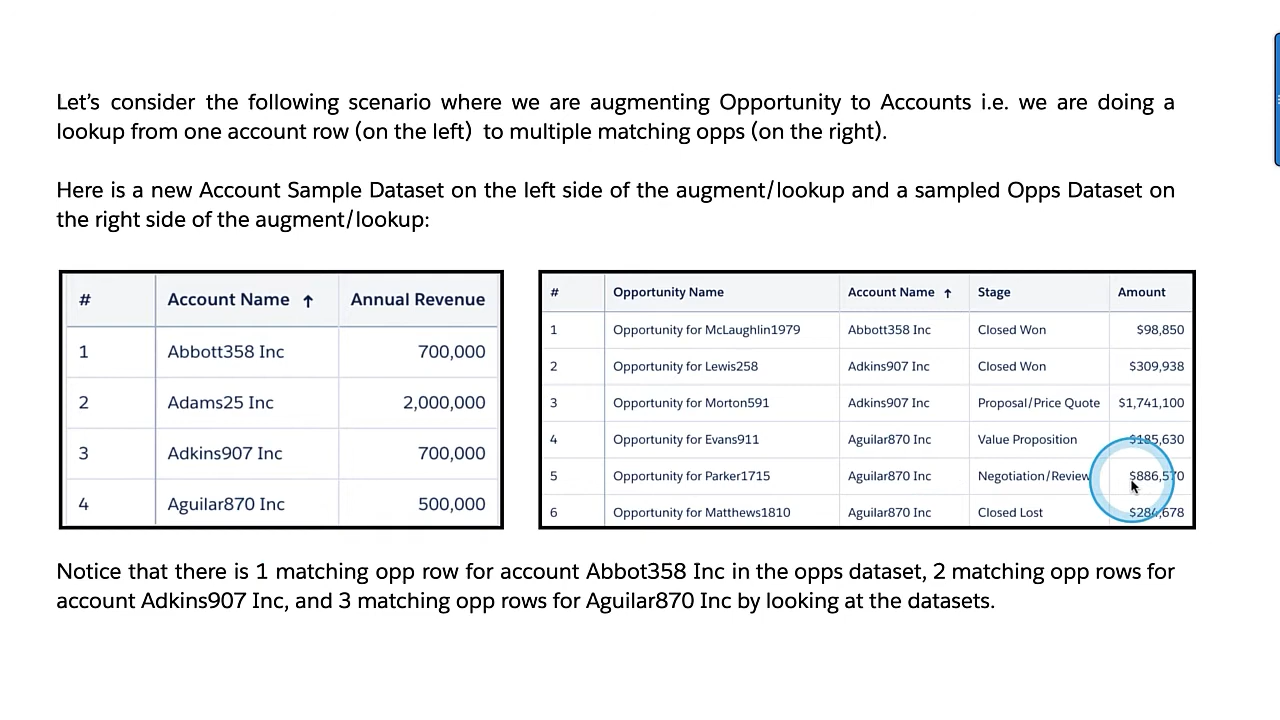 Let's consider the following scenario where we are augmenting Opportunity to Accounts i.e. we are doing a
lookup from one account row (on the left) to multiple matching opps (on the right).
Here is a new Account Sample Dataset on the left side of the augment/lookup and a sampled Opps Dataset on
the right side of the augment/lookup:
# Account Name ↑ Annual Revenue
1 Abbott358 Inc 700,000
2 Adams25 Inc 2,000,000
3 Adkins907 Inc 700,000
4 Aguilar870 Inc 500,000
# Opportunity Name Account Name ↑ Stage Amount
1 Opportunity for McLaughlin1979 Abbott358 Inc Closed Won $98,850
2 Opportunity for Lewis258 Adkins907 Inc Closed Won $309,938
3 Opportunity for Morton591 Adkins907 Inc Proposal/Price Quote $1,741,100
4 Opportunity for Evans911 Aguilar870 Inc Value Proposition $185,630
5 Opportunity for Parker1715 Aguilar870 Inc Negotiation/Review $886,570
6 Opportunity for Matthews1810 Aguilar870 Inc Closed Lost $284,678
Notice that there is 1 matching opp row for account Abbot358 Inc in the opps dataset, 2 matching opp rows for
account Adkins907 Inc, and 3 matching opp rows for Aguilar870 Inc by looking at the datasets.